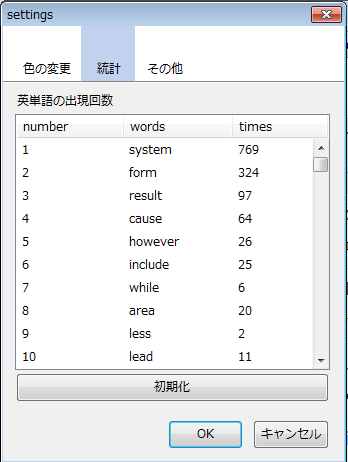 settings
色の変更 統計 その他
英単語の出現回数
number words times
1 system 769
2 form 324
3 result 97
4 cause 64
5 however 26
6 include 25
7 while 6
8 area 20
9 less 2
10 lead 11
初期化
OK キャンセル